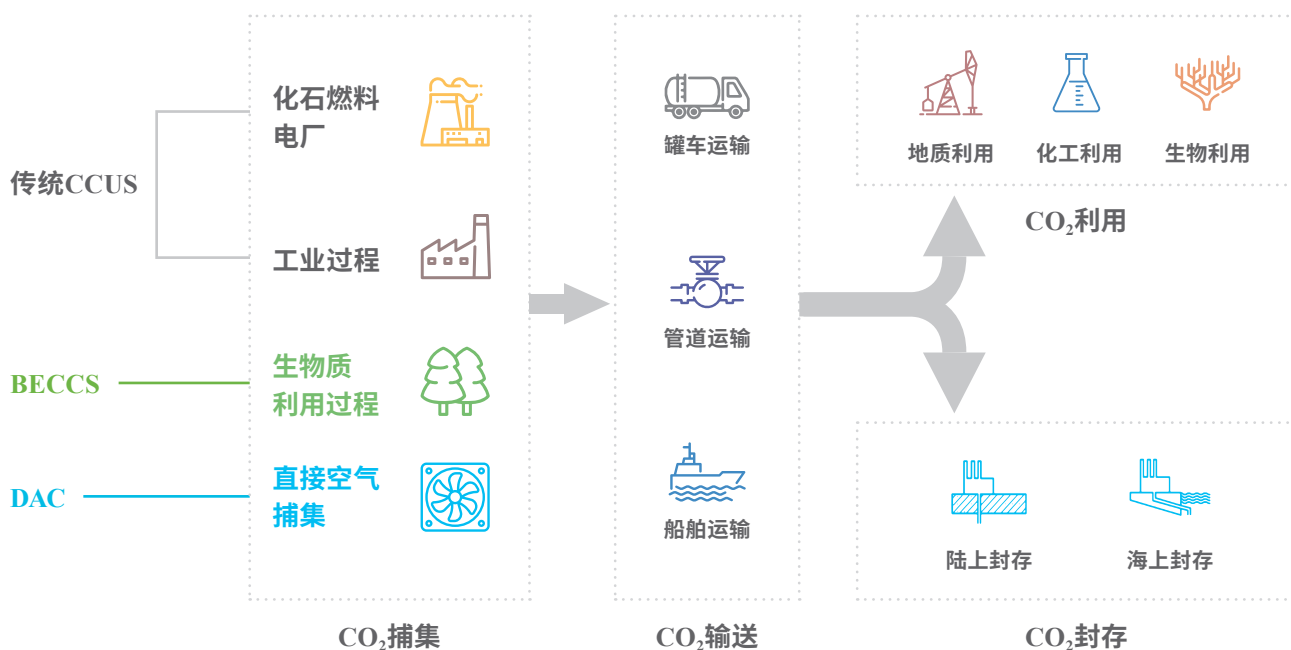 传统CCUS
BECCS
DAC
化石燃料
电厂
工业过程
生物质
利用过程
直接空气
捕集
CO₂捕集
罐车运输
管道运输
船舶运输
CO₂输送
地质利用
化工利用
生物利用
CO₂利用
陆上封存
海上封存
CO₂封存